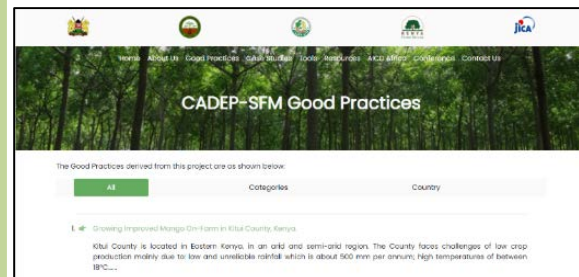 KENYA
jica
Home About Us Good Practices Case Studies Tools Resources AICD Africa Conference Contact Us
CADEP-SFM Good Practices
The Good Practices derived from this project are as shown below:
All Categories Country
1. Growing Improved Mango On-Farm in Kitui County, Kenya.
Kitui County is located in Eastern Kenya, in an arid and semi-arid region. The County faces challenges of low crop
production mainly due to low and unreliable rainfall which is about 500 mm per annum; high temperatures of between
18°C......